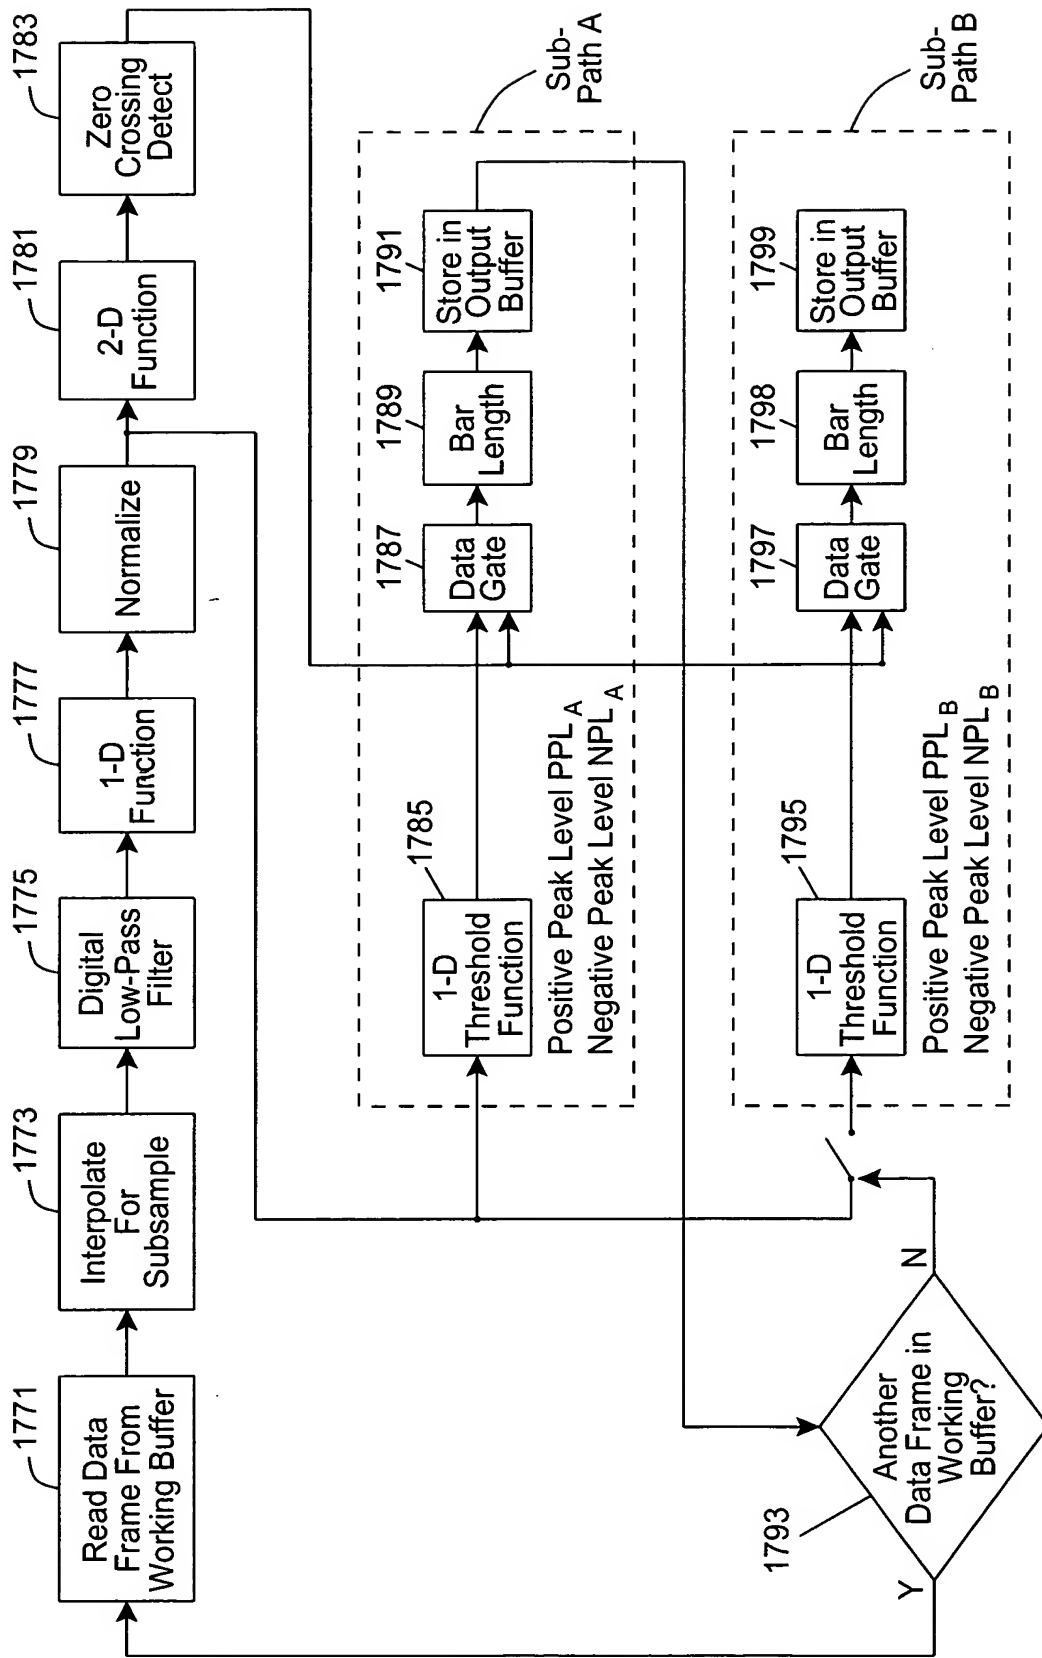 1771
Read Data
Frame From
Working Buffer
1773
Interpolate
For
Subsample
1775
Digital
Low-Pass
Filter
1777
1-D
Function
1779
Normalize
1781
2-D
Function
1783
Zero
Crossing
Detect
1785
1-D
Threshold
Function
Positive Peak Level PPL A
Negative Peak Level NPL A
1787
Data
Gate
1789
Bar
Length
1791
Store in
Output
Buffer
Sub-
Path A
1793
Another
Data Frame in
Working
Buffer?
Y
N
1795
1-D
Threshold
Function
Positive Peak Level PPL B
Negative Peak Level NPL B
1797
Data
Gate
1798
Bar
Length
1799
Store in
Output
Buffer
Sub-
Path B